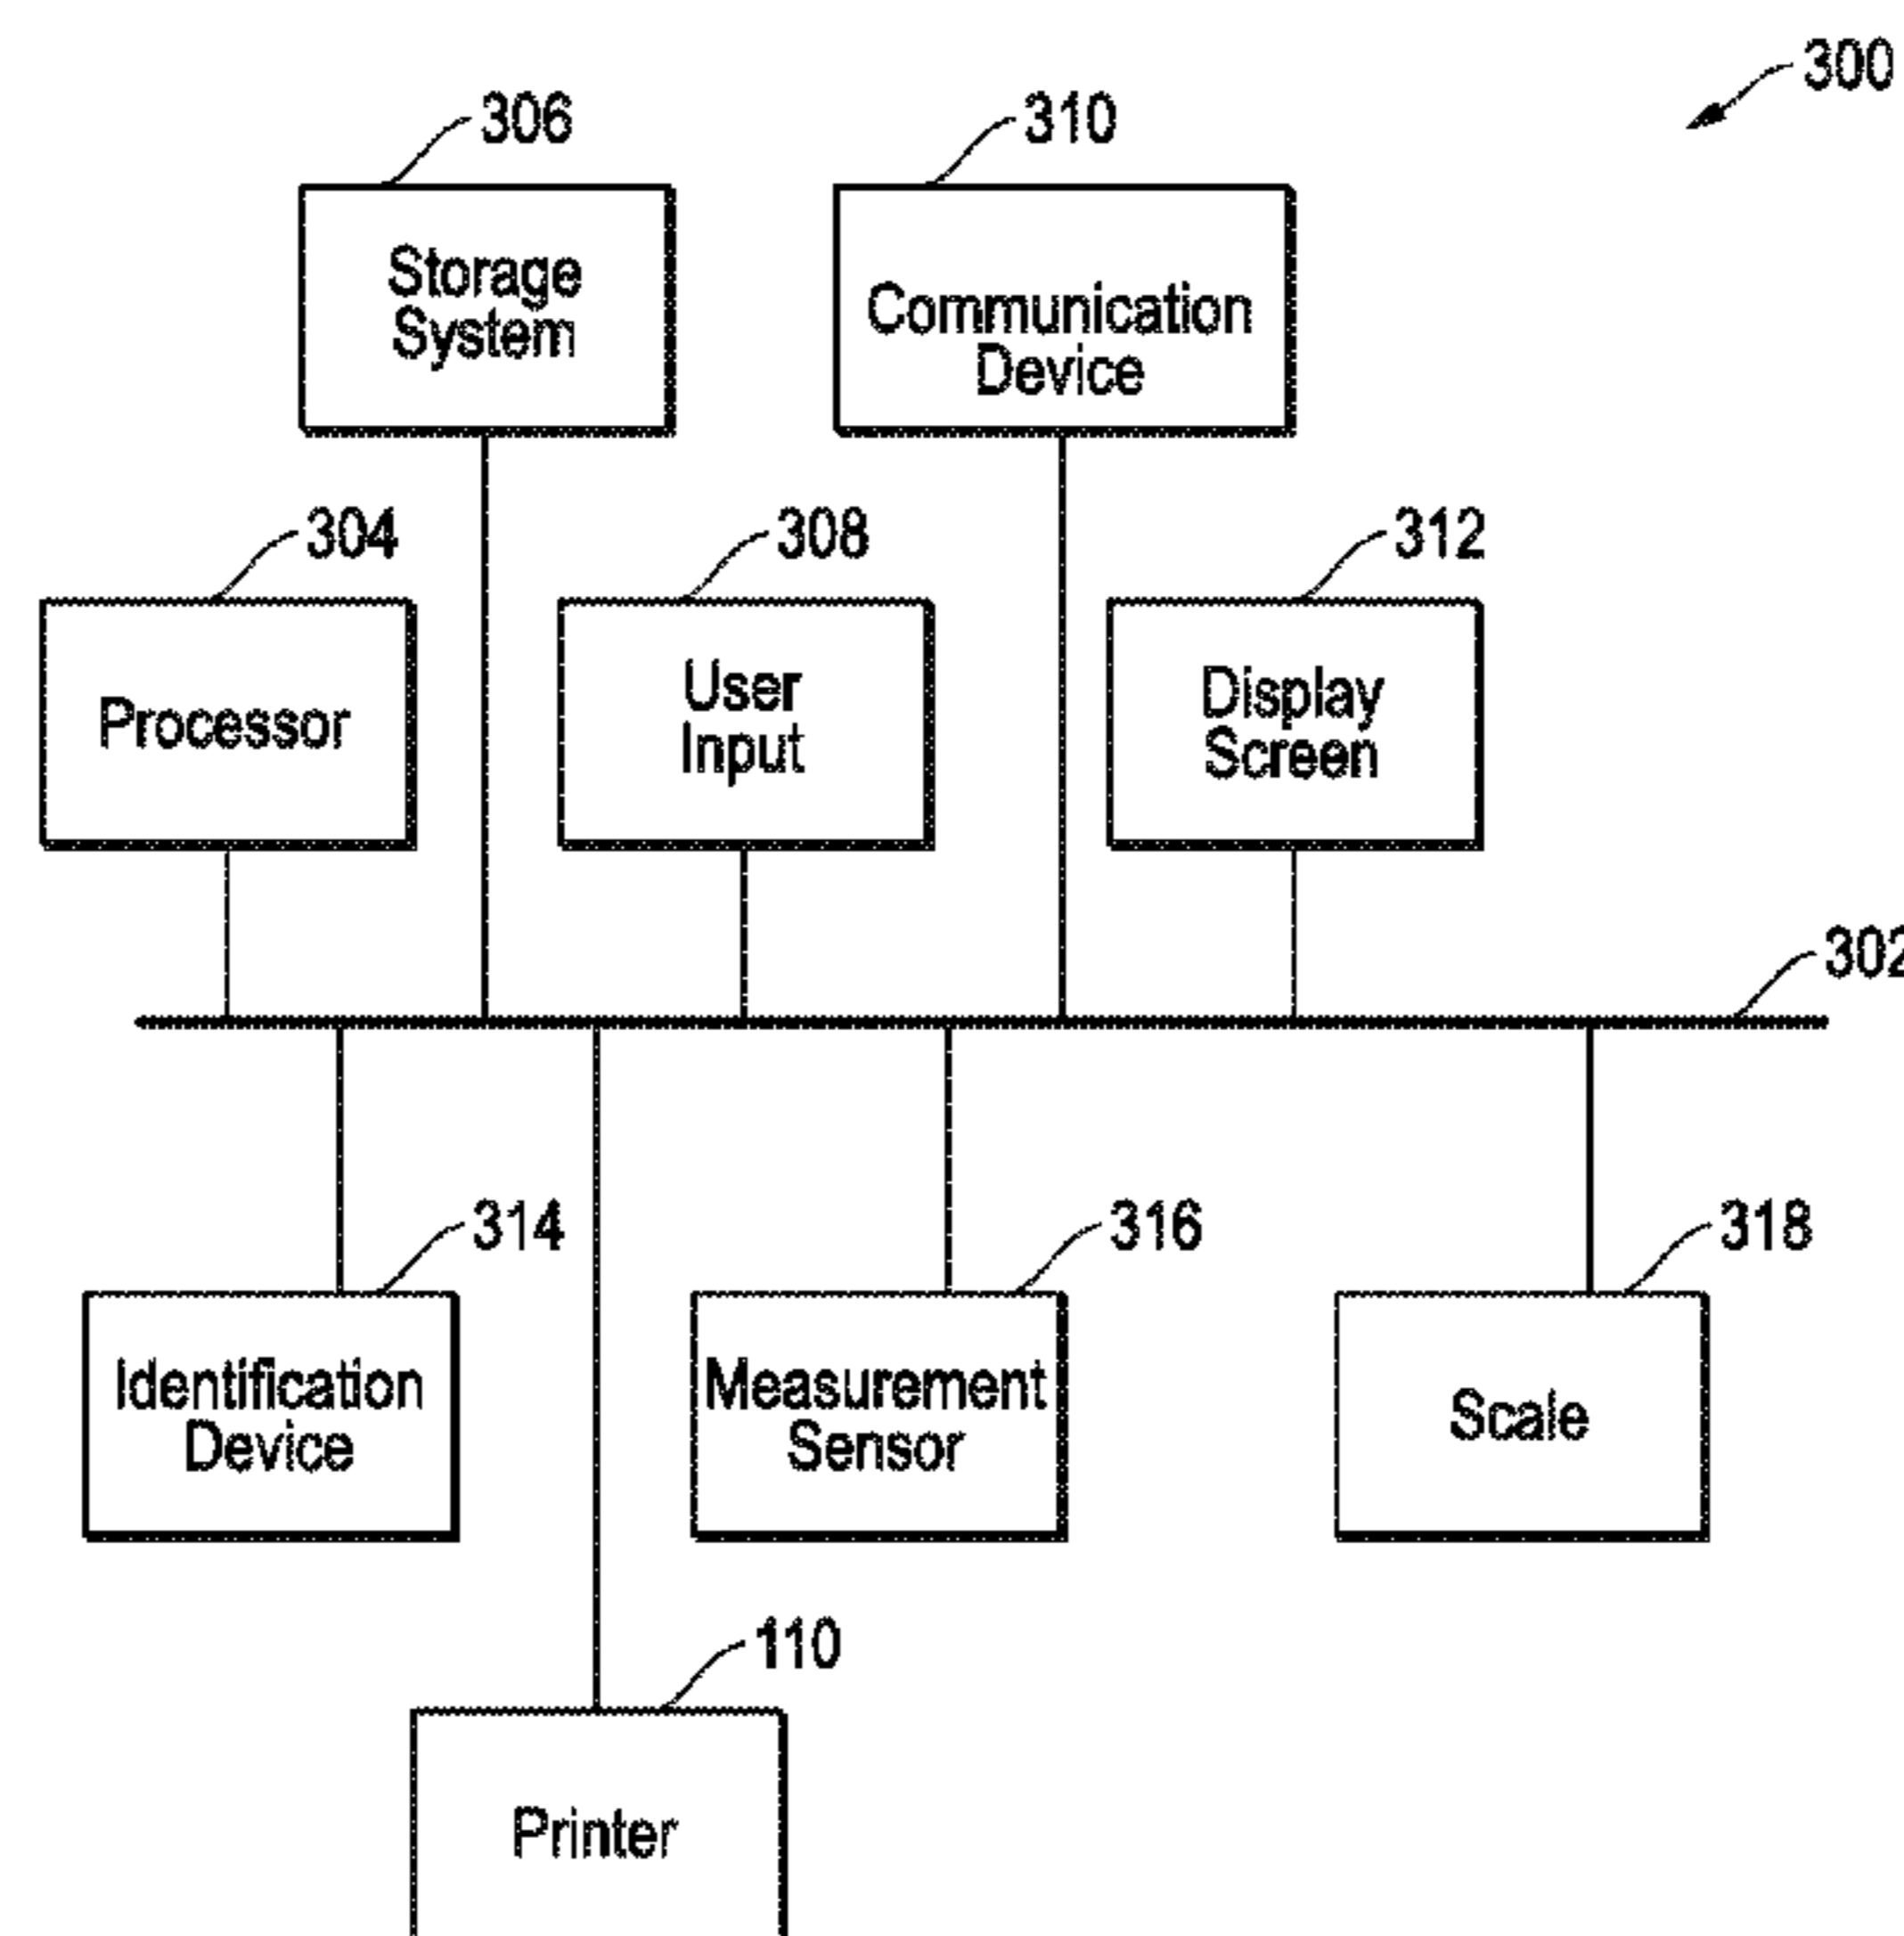 300
306
310
Storage
System
Communication
Device
304
308
312
Processor
User
Input
Display
Screen
302
314
316
318
Identification
Device
Measurement
Sensor
Scale
110
Printer